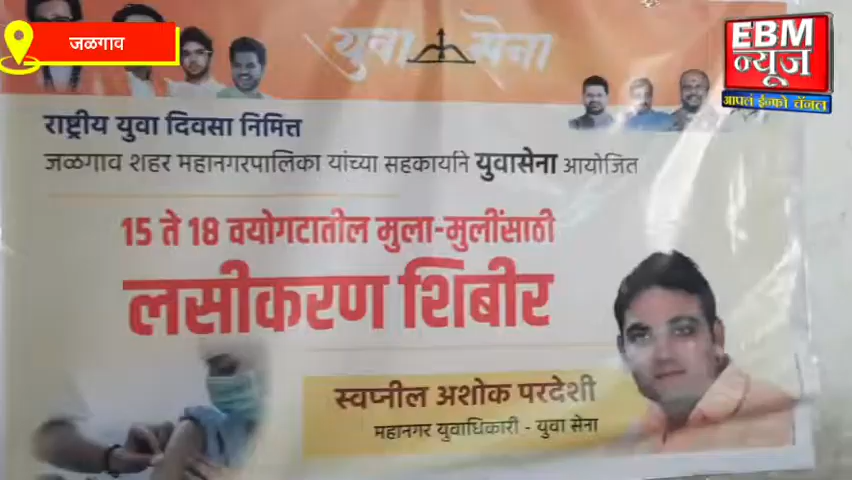 जळगाव
युवा सेना
EBM
न्यूज
आपलं ईन्फो चॅनल
राष्ट्रीय युवा दिवसा निमित्त
जळगाव शहर महानगरपालिका यांच्या सहकार्याने युवासेना आयोजित
15 ते 18 वयोगटातील मुला-मुलींसाठी
लसीकरण शिबीर
स्वप्नील अशोक परदेशी
महानगर युवाधिकारी - युवा सेना